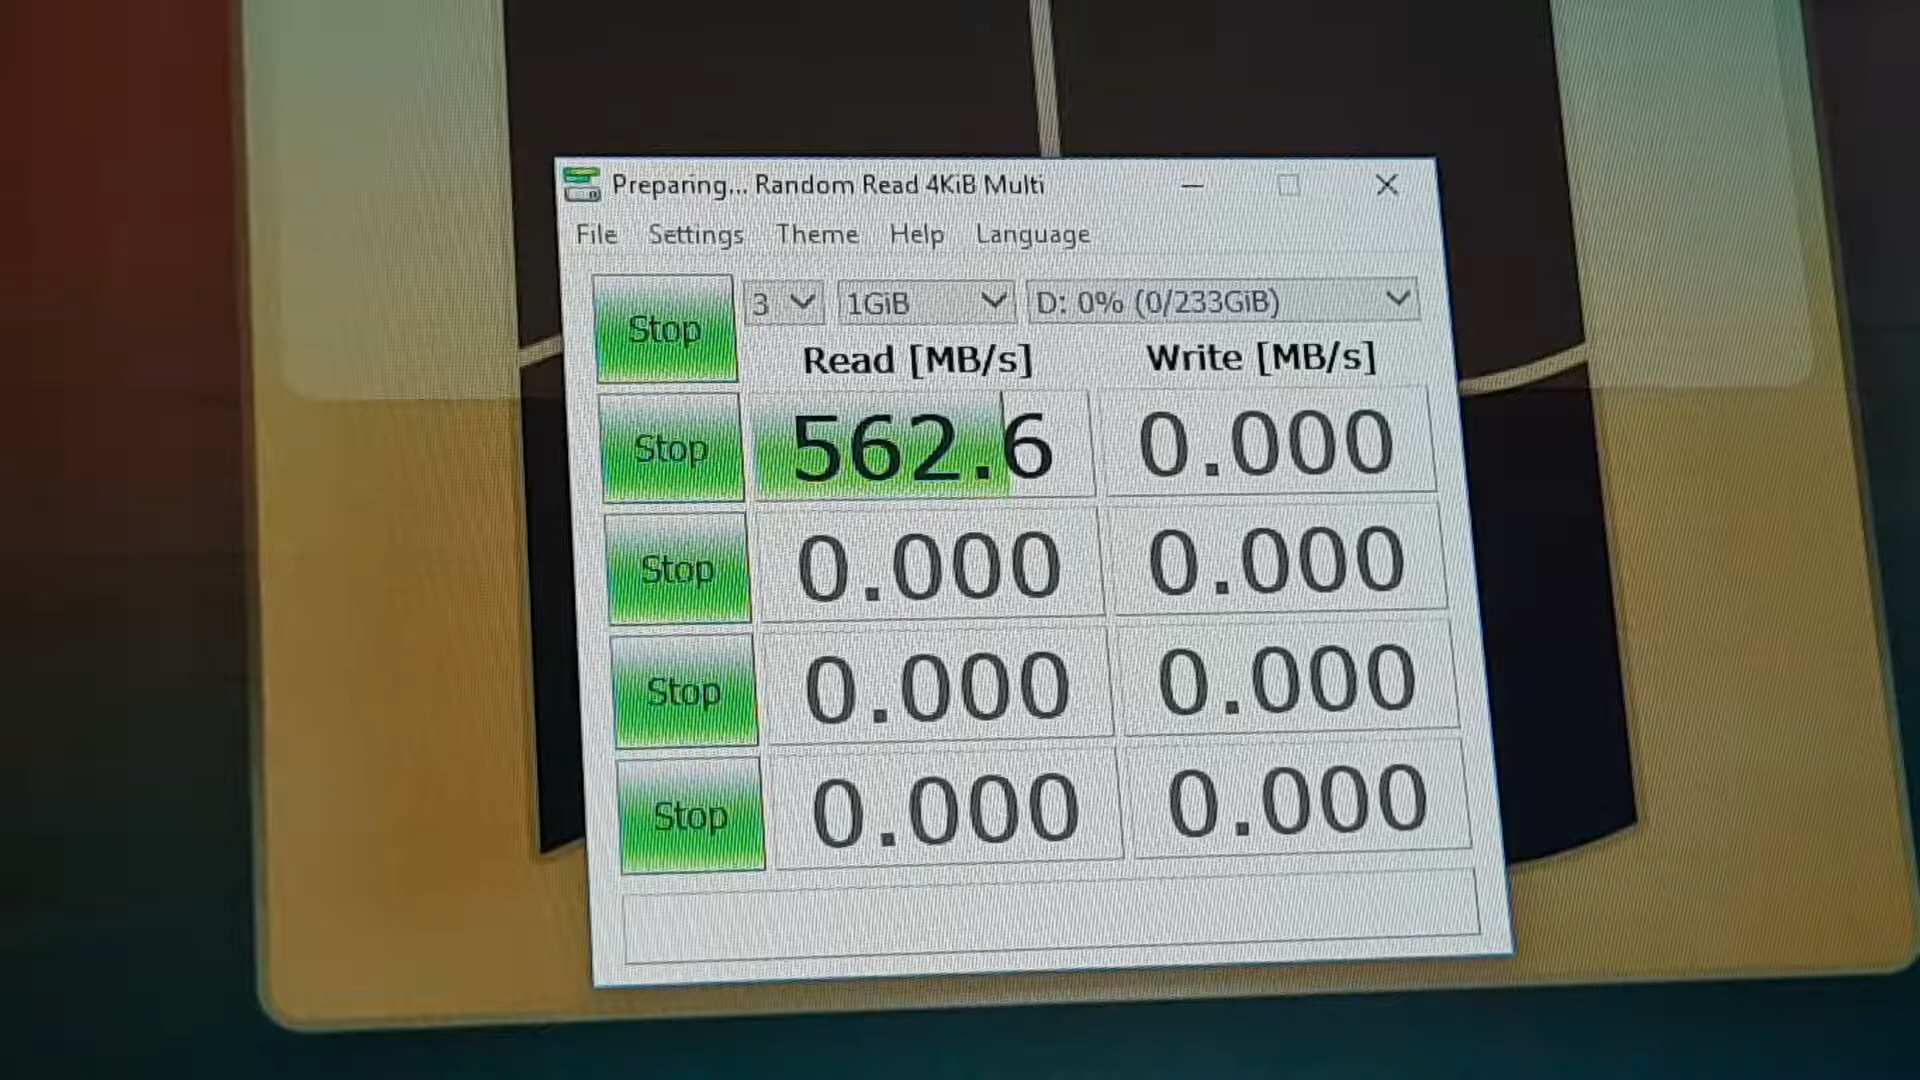 Preparing... Random Read 4KiB Multi
File Settings Theme Help Language
Stop 3 1GiB D: 0% (0/233GiB)
Read [MB/s] Write [MB/s]
Stop 562.6 0.000
Stop 0.000 0.000
Stop 0.000 0.000
Stop 0.000 0.000